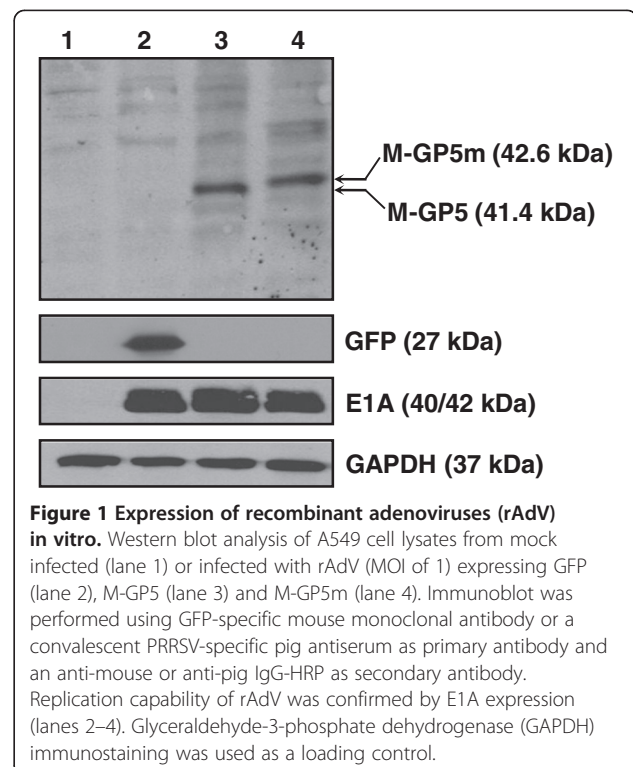 1 2 3 4
M-GP5m (42.6 kDa)
M-GP5 (41.4 kDa)
GFP (27 kDa)
E1A (40/42 kDa)
GAPDH (37 kDa)
Figure 1 Expression of recombinant adenoviruses (rAdV)
in vitro. Western blot analysis of A549 cell lysates from mock
infected (lane 1) or infected with rAdV (MOI of 1) expressing GFP
(lane 2), M-GP5 (lane 3) and M-GP5m (lane 4). Immunoblot was
performed using GFP-specific mouse monoclonal antibody or a
convalescent PRRSV-specific pig antiserum as primary antibody and
an anti-mouse or anti-pig IgG-HRP as secondary antibody.
Replication capability of rAdV was confirmed by E1A expression
(lanes 2–4). Glyceraldehyde-3-phosphate dehydrogenase (GAPDH)
immunostaining was used as a loading control.